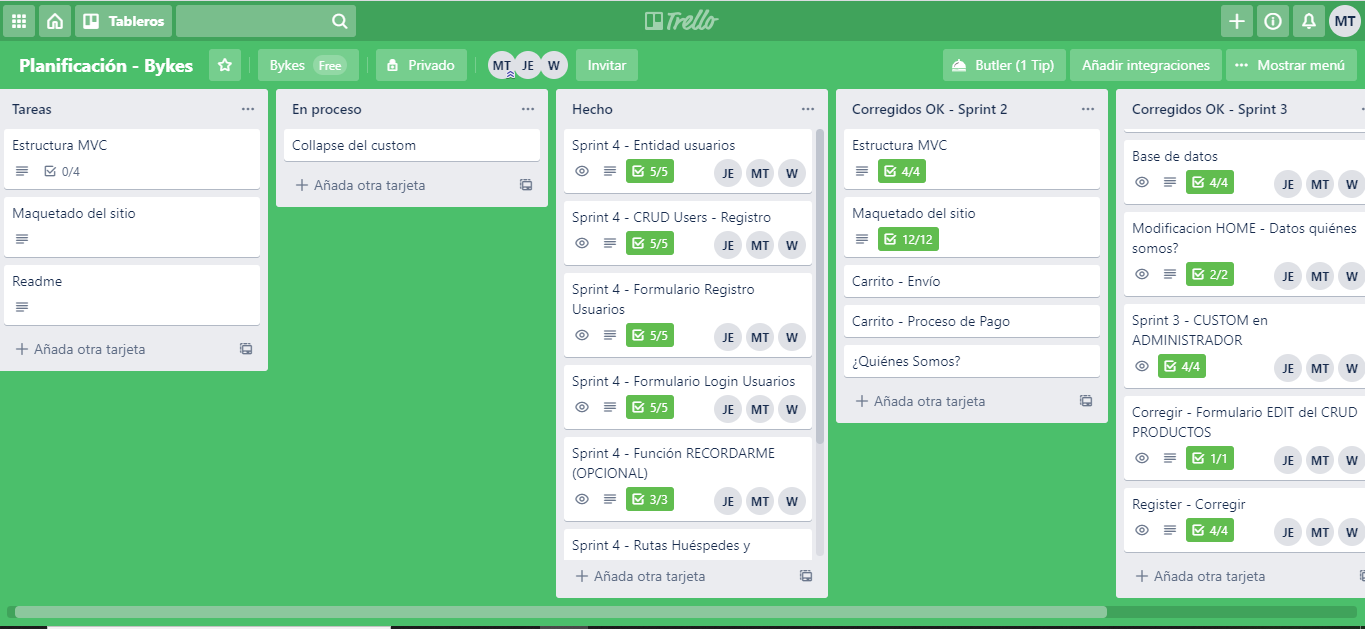 Tableros
Trello
MT
Planificación - Bykes
Bykes
Free
Privado
MT
JE
W
Invitar
Butler (1 Tip)
Añadir integraciones
Mostrar menú
Tareas
Estructura MVC
0/4
Maquetado del sitio
Readme
Añada otra tarjeta
En proceso
Collapse del custom
Añada otra tarjeta
Hecho
Sprint 4 - Entidad usuarios
5/5
JE
MT
W
Sprint 4 - CRUD Users - Registro
5/5
JE
MT
W
Sprint 4 - Formulario Registro
Usuarios
5/5
JE
MT
W
Sprint 4 - Formulario Login Usuarios
5/5
JE
MT
W
Sprint 4 - Función RECORDARME
(OPCIONAL)
3/3
JE
MT
W
Sprint 4 - Rutas Huéspedes y
Añada otra tarjeta
Corregidos OK - Sprint 2
Estructura MVC
4/4
Maquetado del sitio
12/12
Carrito - Envío
Carrito - Proceso de Pago
¿Quiénes Somos?
Añada otra tarjeta
Corregidos OK - Sprint 3
Base de datos
4/4
JE
MT
W
Modificacion HOME - Datos quiénes
somos?
2/2
JE
MT
W
Sprint 3 - CUSTOM en
ADMINISTRADOR
4/4
JE
MT
W
Corregir - Formulario EDIT del CRUD
PRODUCTOS
1/1
JE
MT
W
Register - Corregir
4/4
JE
MT
W
Añada otra tarjeta